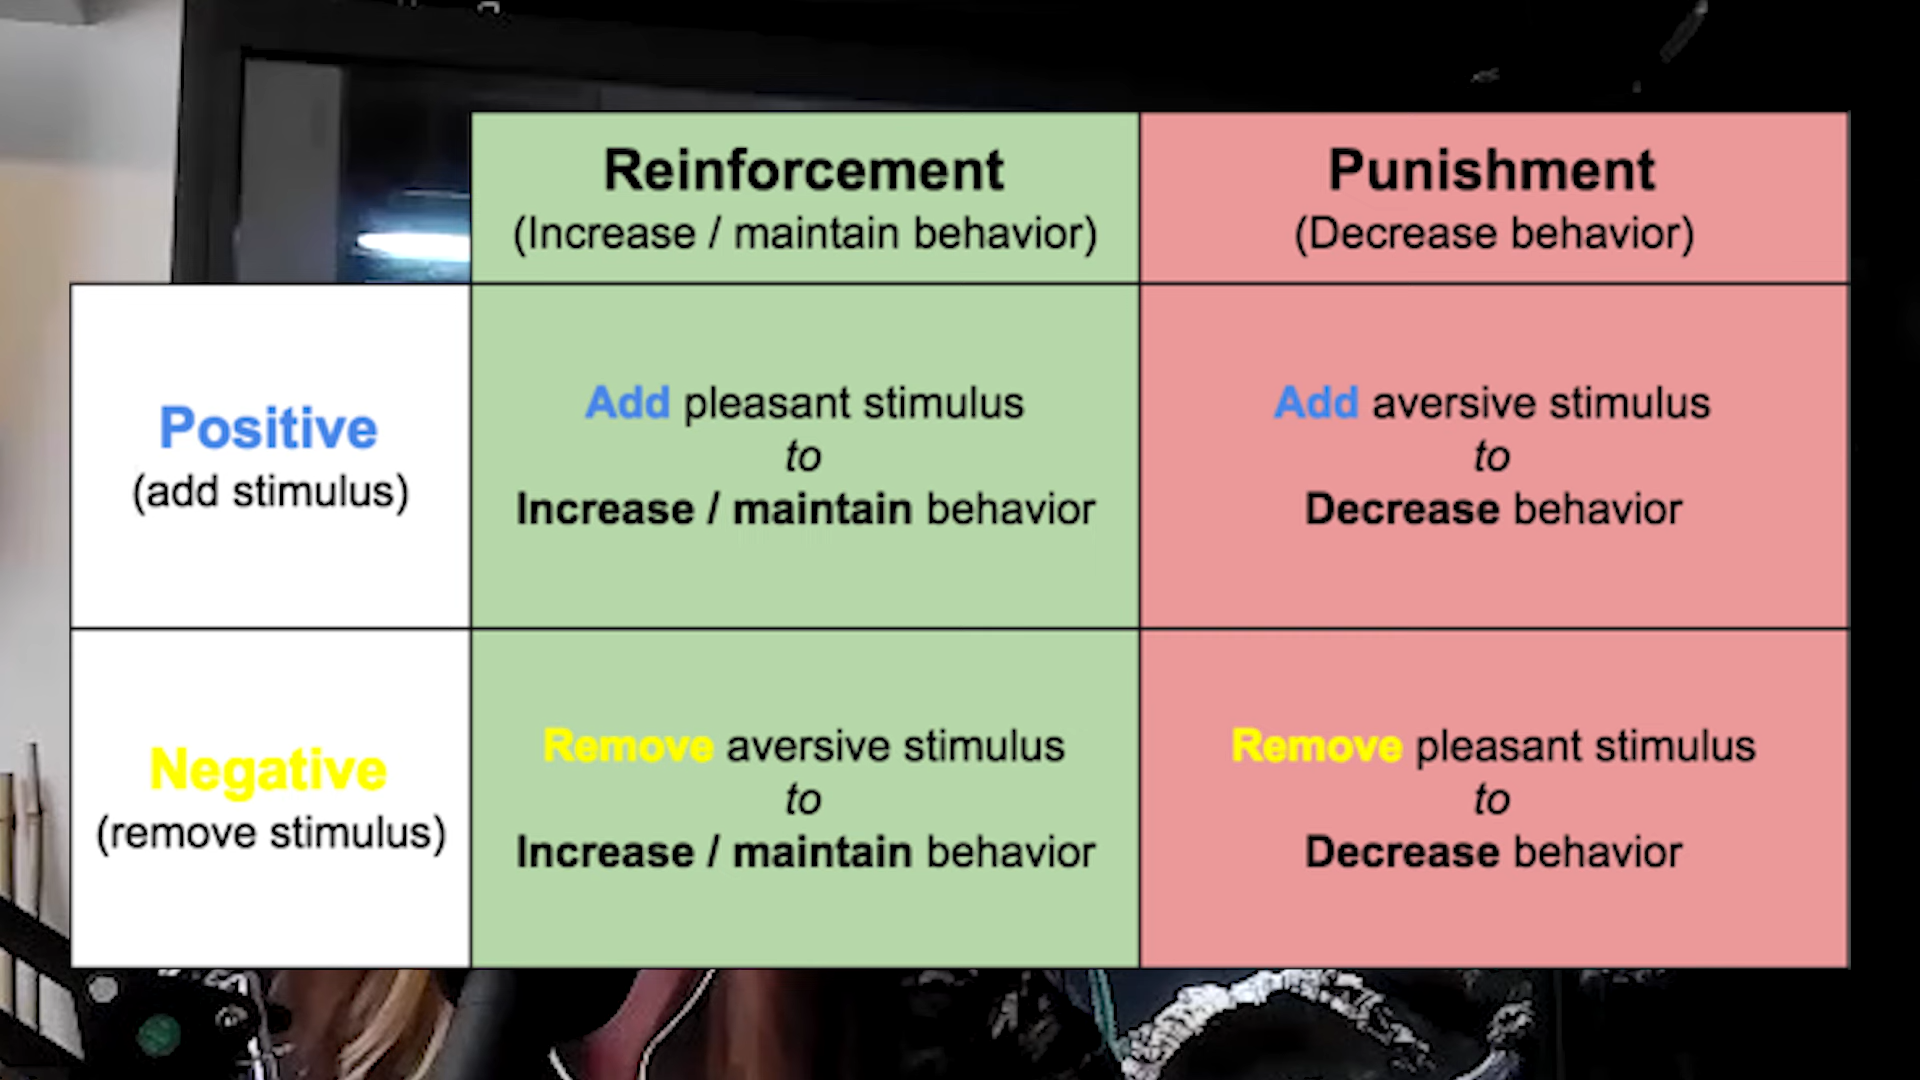 Reinforcement
(Increase / maintain behavior)
Punishment
(Decrease behavior)
Positive
(add stimulus)
Add pleasant stimulus
to
Increase / maintain behavior
Add aversive stimulus
to
Decrease behavior
Negative
(remove stimulus)
Remove aversive stimulus
to
Increase / maintain behavior
Remove pleasant stimulus
to
Decrease behavior